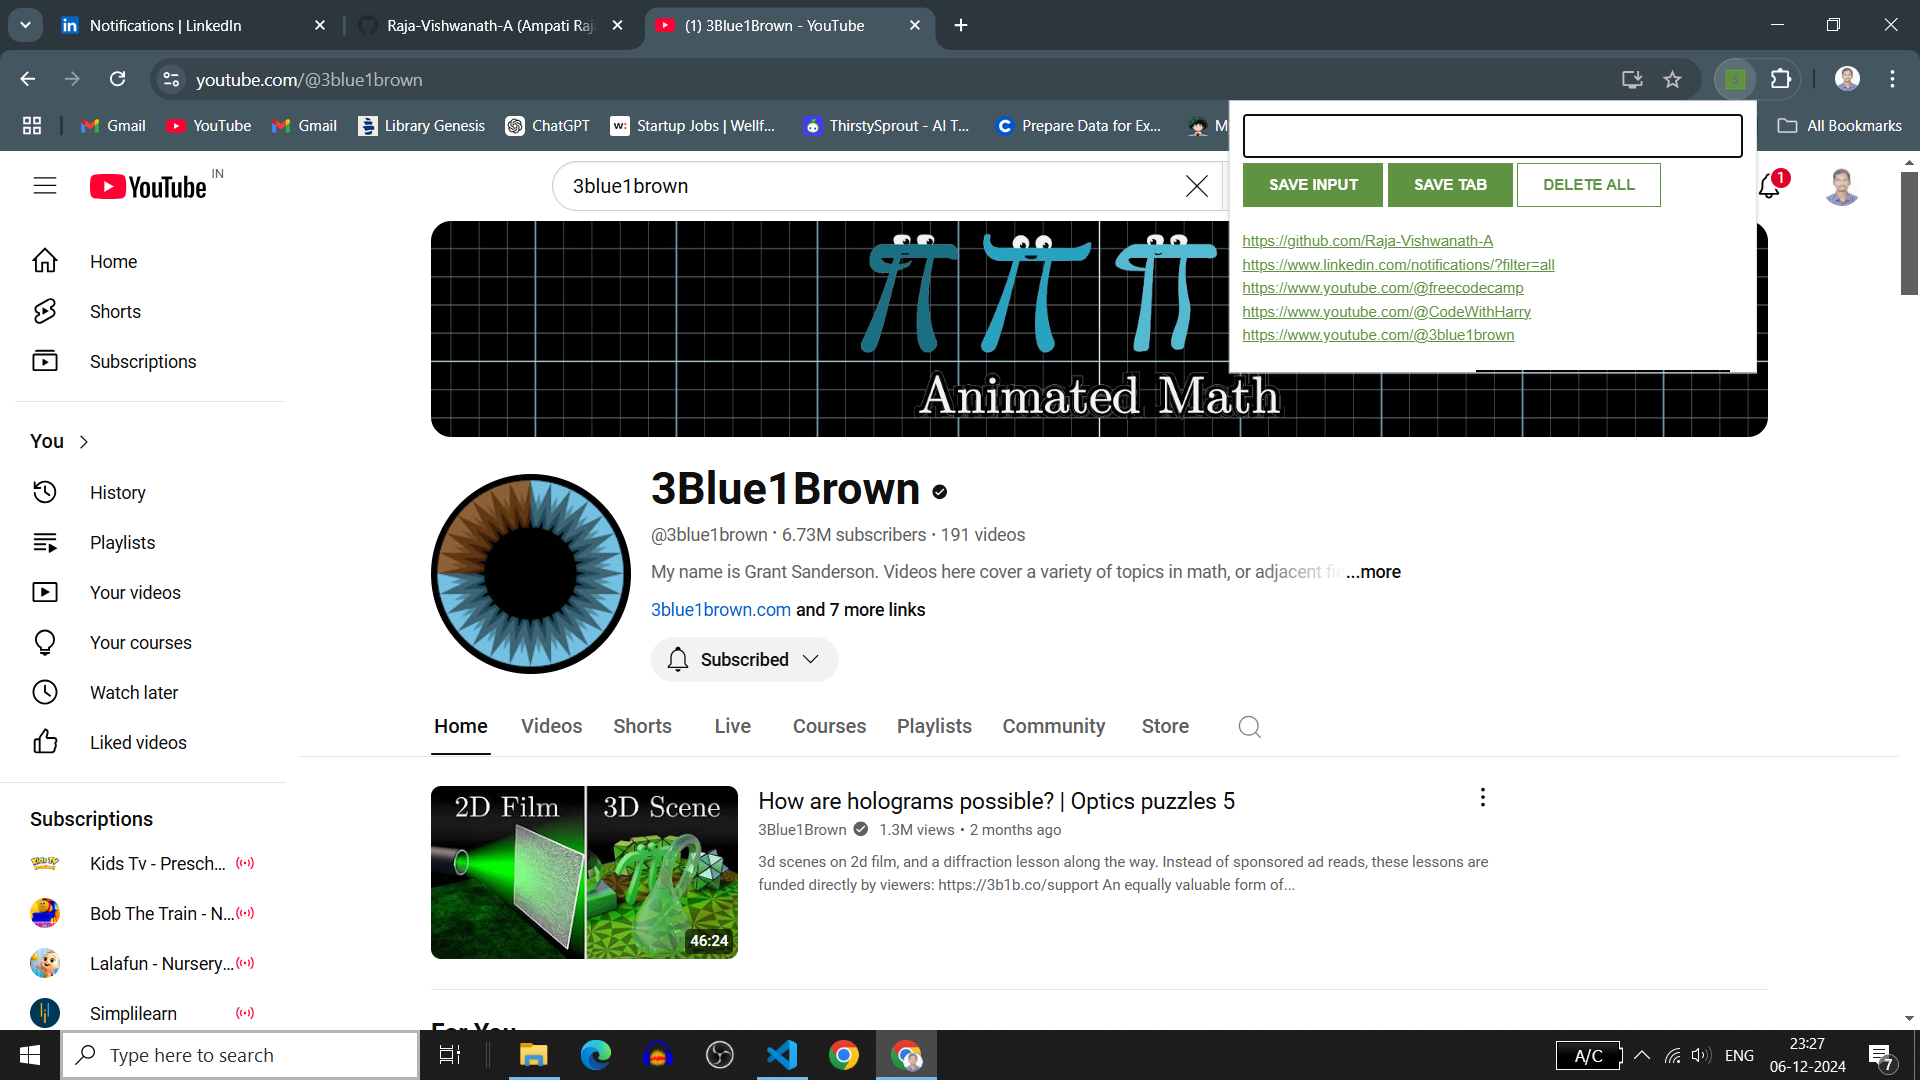 Notifications | LinkedIn
Raja-Vishwanath-A (Ampati Raj
(1) 3Blue1Brown - YouTube
youtube.com/@3blue1brown
Gmail
YouTube
Gmail
Library Genesis
ChatGPT
Startup Jobs | Wellf...
ThirstySprout - AI T...
Prepare Data for Ex...
M
All Bookmarks
YouTube IN
3blue1brown
1
SAVE INPUT
SAVE TAB
DELETE ALL
https://github.com/Raja-Vishwanath-A
https://www.linkedin.com/notifications/?filter=all
https://www.youtube.com/@freecodecamp
https://www.youtube.com/@CodeWithHarry
https://www.youtube.com/@3blue1brown
Home
Shorts
Subscriptions
You
History
Playlists
Your videos
Your courses
Watch later
Liked videos
Subscriptions
Kids Tv - Presch...
Bob The Train - N...
Lalafun - Nursery...
Simplilearn
Animated Math
3Blue1Brown
@3blue1brown · 6.73M subscribers · 191 videos
My name is Grant Sanderson. Videos here cover a variety of topics in math, or adjacent fie...more
3blue1brown.com and 7 more links
Subscribed
Home
Videos
Shorts
Live
Courses
Playlists
Community
Store
2D Film
3D Scene
46:24
How are holograms possible? | Optics puzzles 5
3Blue1Brown 1.3M views • 2 months ago
3d scenes on 2d film, and a diffraction lesson along the way. Instead of sponsored ad reads, these lessons are
funded directly by viewers: https://3b1b.co/support An equally valuable form of...
For You
Type here to search
A/C
ENG
23:27
06-12-2024
7